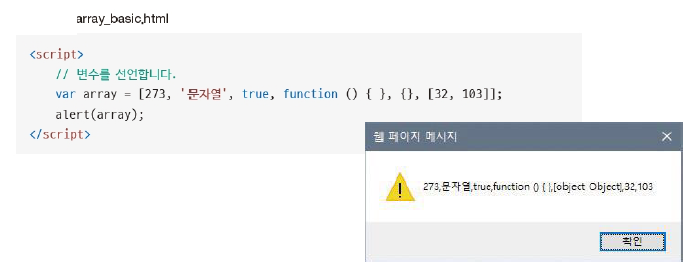 array_basic.html
<script>
// 변수를 선언합니다.
var array = [273, '문자열', true, function () { }, {}, [32, 103]];
alert(array);
</script>
웹 페이지 메시지
273,문자열,true,function () { },[object Object],32,103
확인